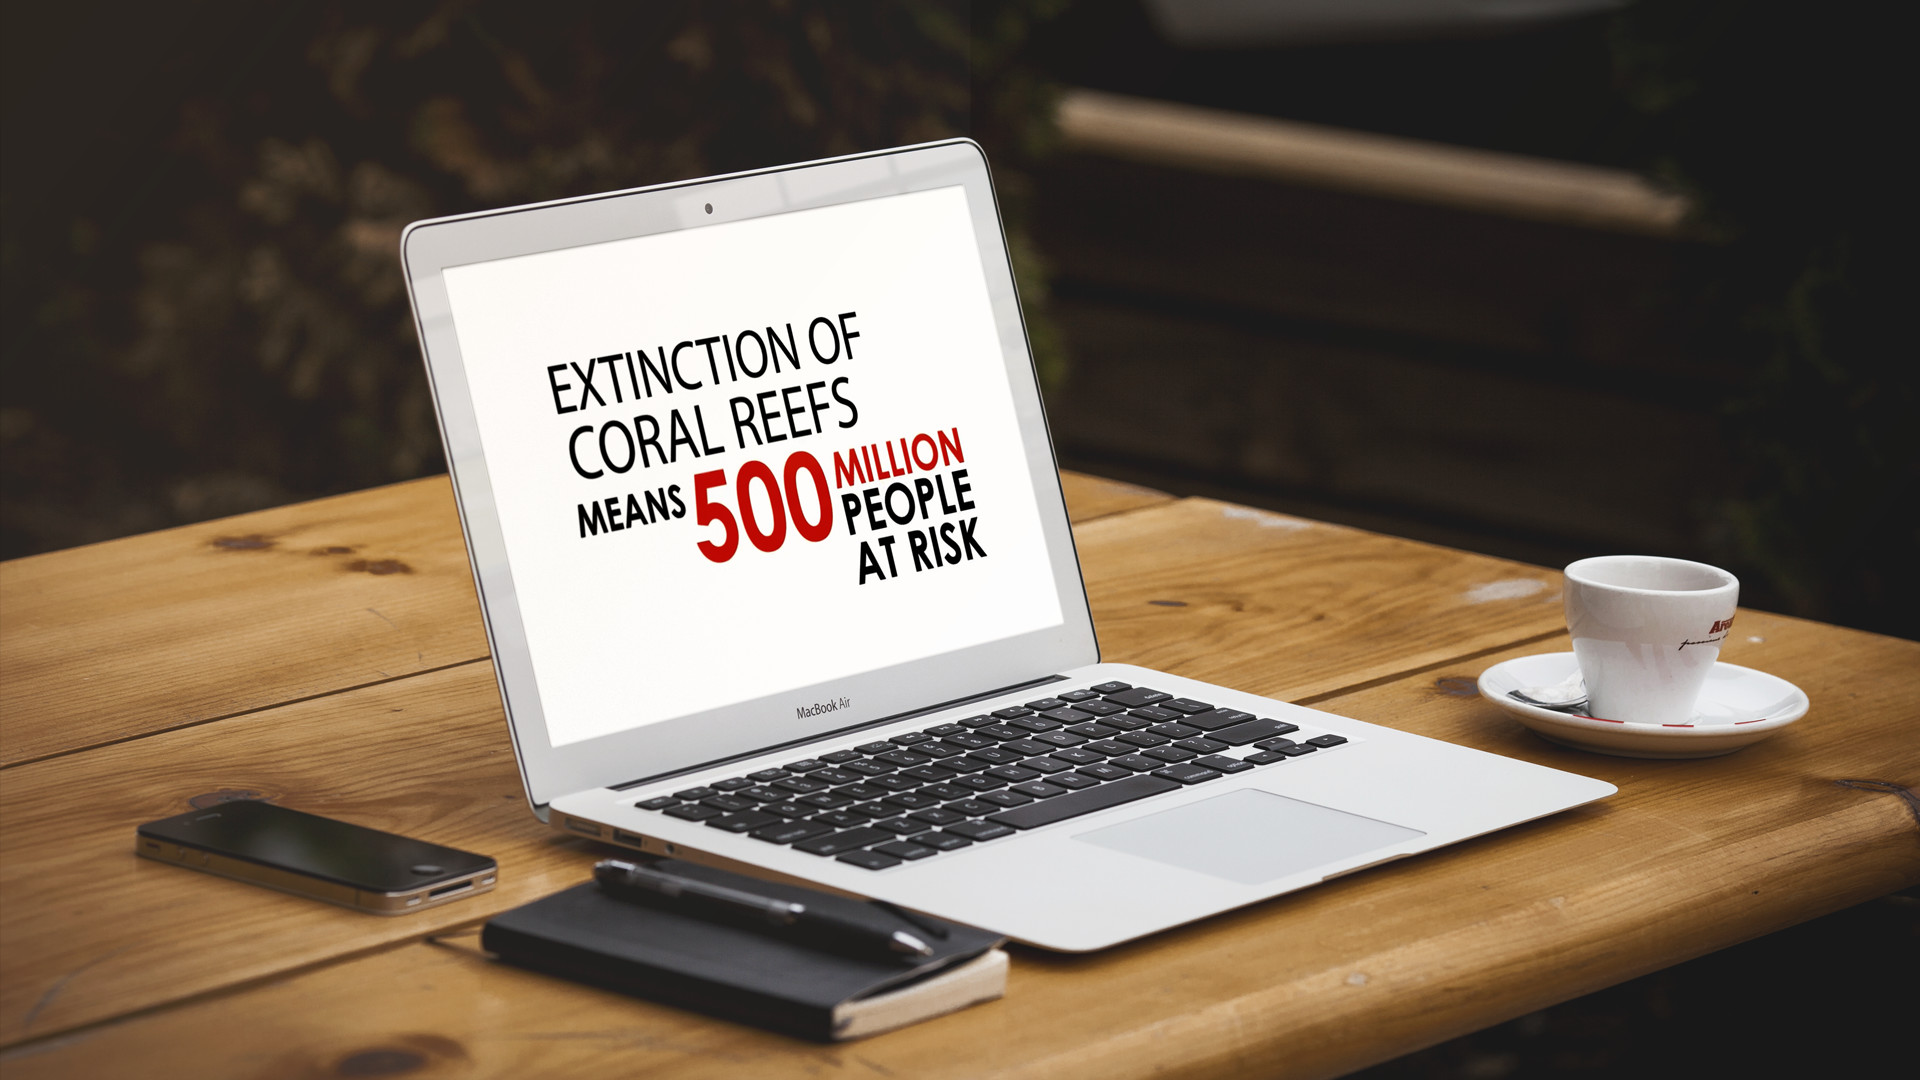 EXTINCTION OF
CORAL REEFS
MEANS 500 MILLION
PEOPLE
AT RISK
MacBook Air